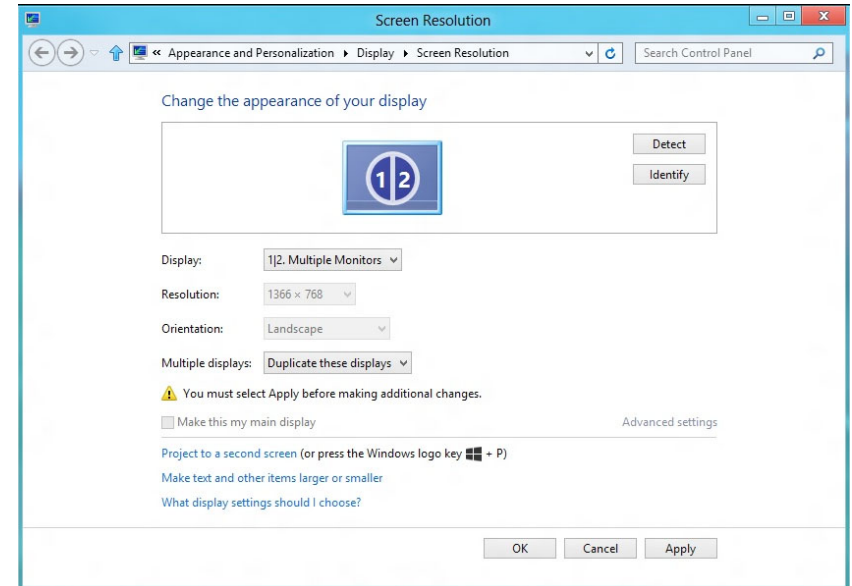 Screen Resolution
« Appearance and Personalization Display Screen Resolution Search Control Panel
Change the appearance of your display
1 2
Detect
Identify
Display: 1|2. Multiple Monitors
Resolution: 1366 × 768
Orientation: Landscape
Multiple displays: Duplicate these displays
You must select Apply before making additional changes.
Make this my main display Advanced settings
Project to a second screen (or press the Windows logo key + P)
Make text and other items larger or smaller
What display settings should I choose?
OK Cancel Apply